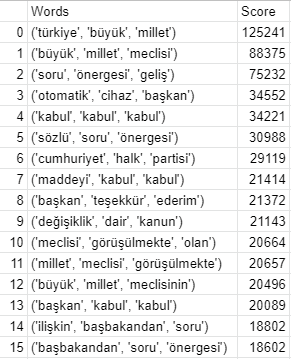 Words Score
0 ('türkiye', 'büyük', 'millet') 125241
1 ('büyük', 'millet', 'meclisi') 88375
2 ('soru', 'önergesi', 'geliş') 75232
3 ('otomatik', 'cihaz', 'başkan') 34552
4 ('kabul', 'kabul', 'kabul') 34221
5 ('sözlü', 'soru', 'önergesi') 30988
6 ('cumhuriyet', 'halk', 'partisi') 29119
7 ('maddeyi', 'kabul', 'kabul') 21414
8 ('başkan', 'teşekkür', 'ederim') 21372
9 ('değişiklik', 'dair', 'kanun') 21143
10 ('meclisi', 'görüşülmekte', 'olan') 20664
11 ('millet', 'meclisi', 'görüşülmekte') 20657
12 ('büyük', 'millet', 'meclisinin') 20496
13 ('başkan', 'kabul', 'kabul') 20089
14 ('ilişkin', 'başbakandan', 'soru') 18802
15 ('başbakandan', 'soru', 'önergesi') 18602